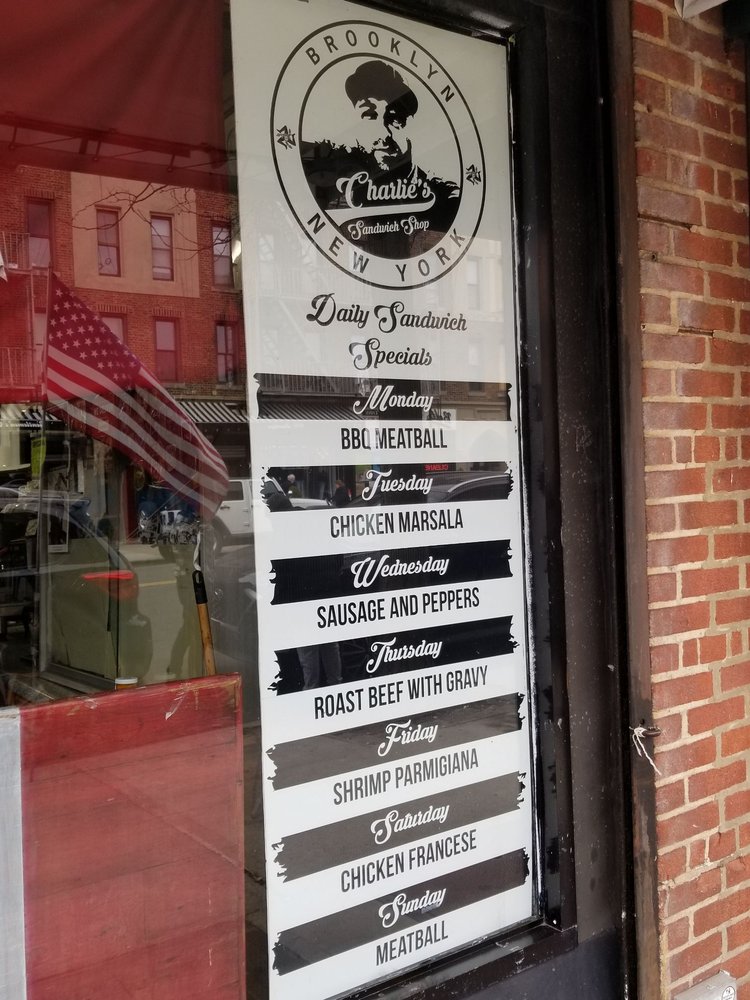 BROOKLYN
Charlie's
Sandwich Shop
NEW YORK
Daily Sandwich
Specials
Monday
BBQ MEATBALL
Tuesday
CHICKEN MARSALA
Wednesday
SAUSAGE AND PEPPERS
Thursday
ROAST BEEF WITH GRAVY
Friday
SHRIMP PARMIGIANA
Saturday
CHICKEN FRANCESE
Sunday
MEATBALL